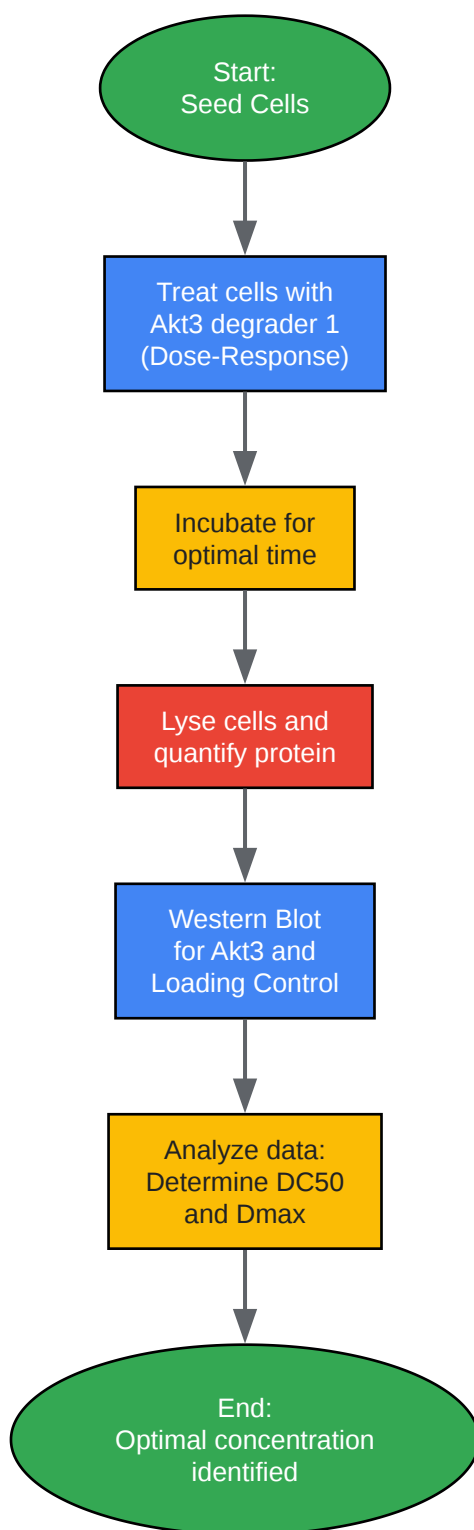 Start:
Seed Cells
Treat cells with
Akt3 degrader 1
(Dose-Response)
Incubate for
optimal time
Lyse cells and
quantify protein
Western Blot
for Akt3 and
Loading Control
Analyze data:
Determine DC50
and Dmax
End:
Optimal concentration
identified